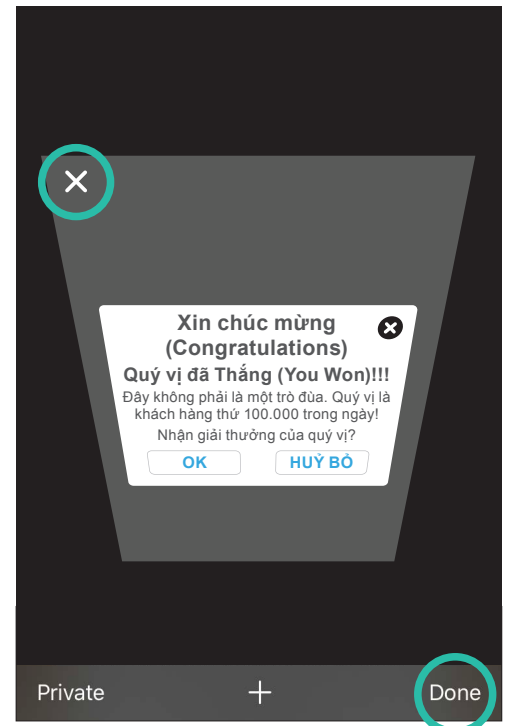 Xin chúc mừng
(Congratulations)
Quý vị đã Thắng (You Won)!!!
Đây không phải là một trò đùa. Quý vị là
khách hàng thứ 100.000 trong ngày!
Nhận giải thưởng của quý vị?
OK HUỶ BỎ
Private + Done